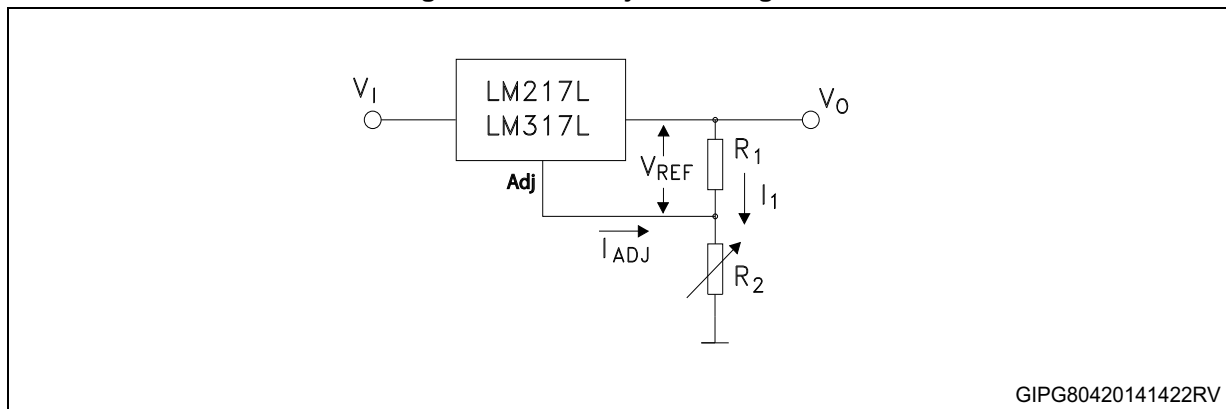 V_I
LM217L
LM317L
V_O
Adj
V_REF
R_1
I_1
I_ADJ
R_2
GIPG80420141422RV